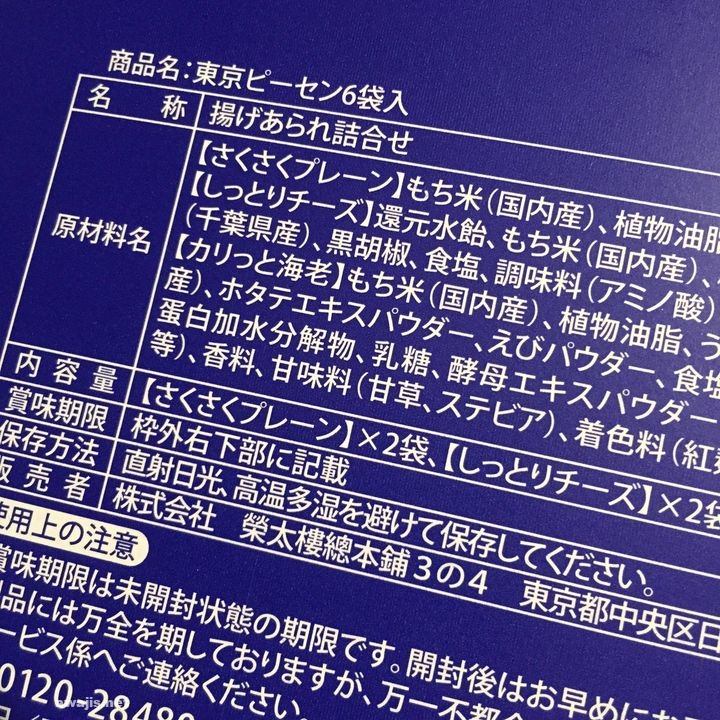 商品名：東京ピーセン6袋入
名 称 揚げあられ詰合せ
原材料名
【さくさくプレーン】もち米（国内産）、植物油脂
【しっとりチーズ】還元水飴、もち米（国内産）、
（千葉県産）、黒胡椒、食塩、調味料（アミノ酸）
【カリっと海老】もち米（国内産）、植物油脂、う
産）、ホタテエキスパウダー、えびパウダー、食塩
蛋白加水分解物、乳糖、酵母エキスパウダー
等）、香料、甘味料（甘草、ステビア）、着色料（紅
内 容 量 【さくさくプレーン】×2袋、【しっとりチーズ】×2袋
賞味期限 枠外右下部に記載
保存方法 直射日光、高温多湿を避けて保存してください。
販 売 者 株式会社 榮太樓總本鋪3の4 東京都中央区日
使用上の注意
賞味期限は未開封状態の期限です。開封後はお早めに
品には万全を期しておりますが、万一不都
ービス係へご連絡ください。
0120-28480